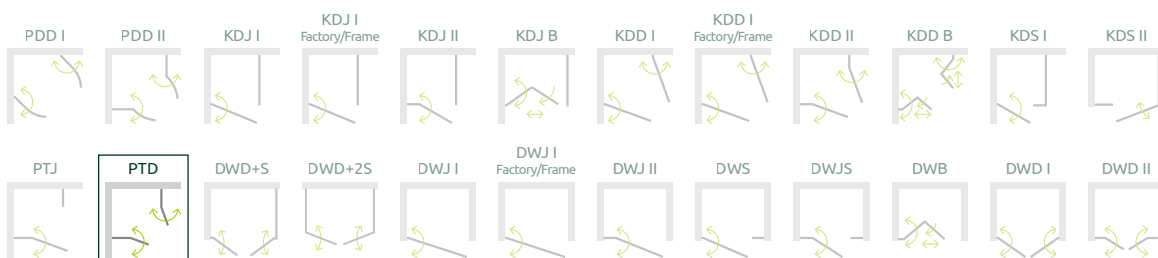 PDD I
PDD II
KDJ I
KDJ I
Factory/Frame
KDJ II
KDJ B
KDD I
KDD I
Factory/Frame
KDD II
KDD B
KDS I
KDS II
PTJ
PTD
DWD+S
DWD+2S
DWJ I
DWJ I
Factory/Frame
DWJ II
DWS
DWJS
DWB
DWD I
DWD II